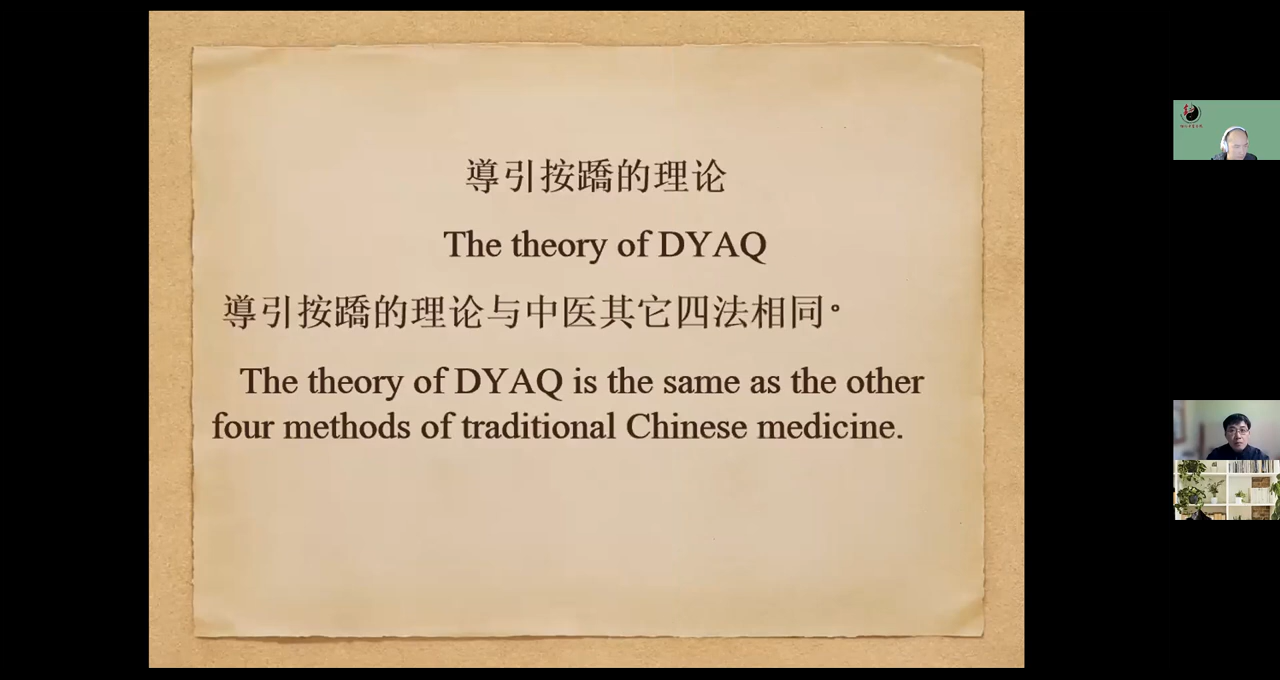 導引按蹻的理论
The theory of DYAQ
導引按蹻的理论与中医其它四法相同。
The theory of DYAQ is the same as the other
four methods of traditional Chinese medicine.